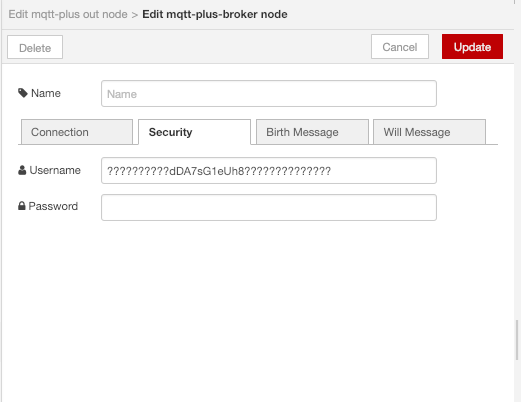 Edit mqtt-plus out node > Edit mqtt-plus-broker node
Delete Cancel Update
Name Name
Connection Security Birth Message Will Message
Username ??????????dDA7sG1eUh8??????????????
Password